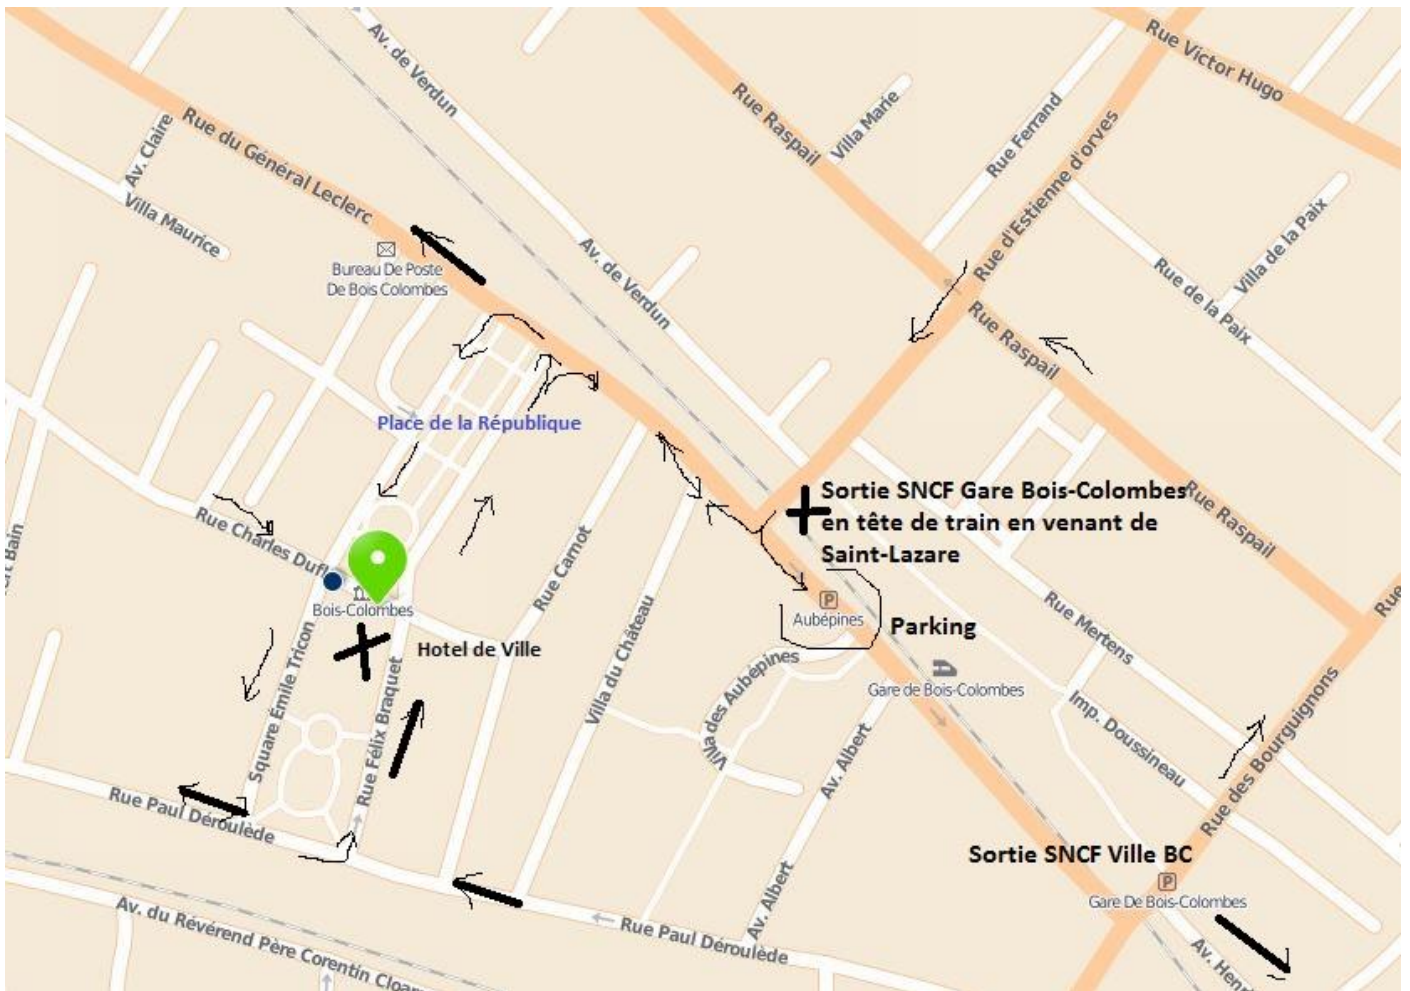 Av. de Verdun
Rue Victor Hugo
Rue Raspail
Villa Marie
Rue Ferrand
Rue d'Estienne d'orves
Av. Claire
Rue du Général Leclerc
Villa Maurice
Bureau De Poste
De Bois Colombes
Av. de Verdun
Villa de la Paix
Rue de la Paix
Rue Raspail
Place de la République
Sortie SNCF Gare Bois-Colombes
en tête de train en venant de
Saint-Lazare
Rue Raspail
Rue Charles Dufl
Bain
Bois-Colombes
Rue Carnot
P
Aubépines
Parking
Rue Mertens
Rue
Hotel de Ville
Square Émile Tricon
Rue Félix Braquet
Villa du Château
Villa des Aubépines
Gare de Bois-Colombes
Imp. Doussineau
Av. Albert
Rue des Bourguignons
Rue Paul Déroulède
Sortie SNCF Ville BC
P
Gare De Bois-Colombes
Av. Albert
Rue Paul Déroulède
Av. du Révérend Père Corentin Cloar
Av. Henri